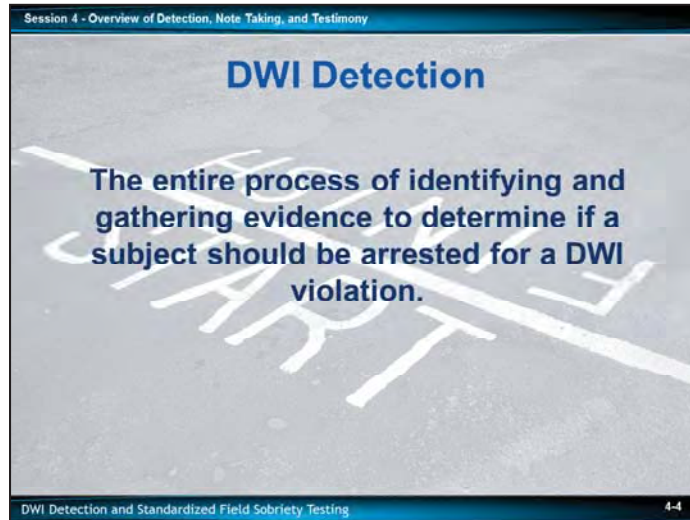 Session 4 - Overview of Detection, Note Taking, and Testimony
DWI Detection
The entire process of identifying and
gathering evidence to determine if a
subject should be arrested for a DWI
violation.
FINISH
START
DWI Detection and Standardized Field Sobriety Testing
4-4